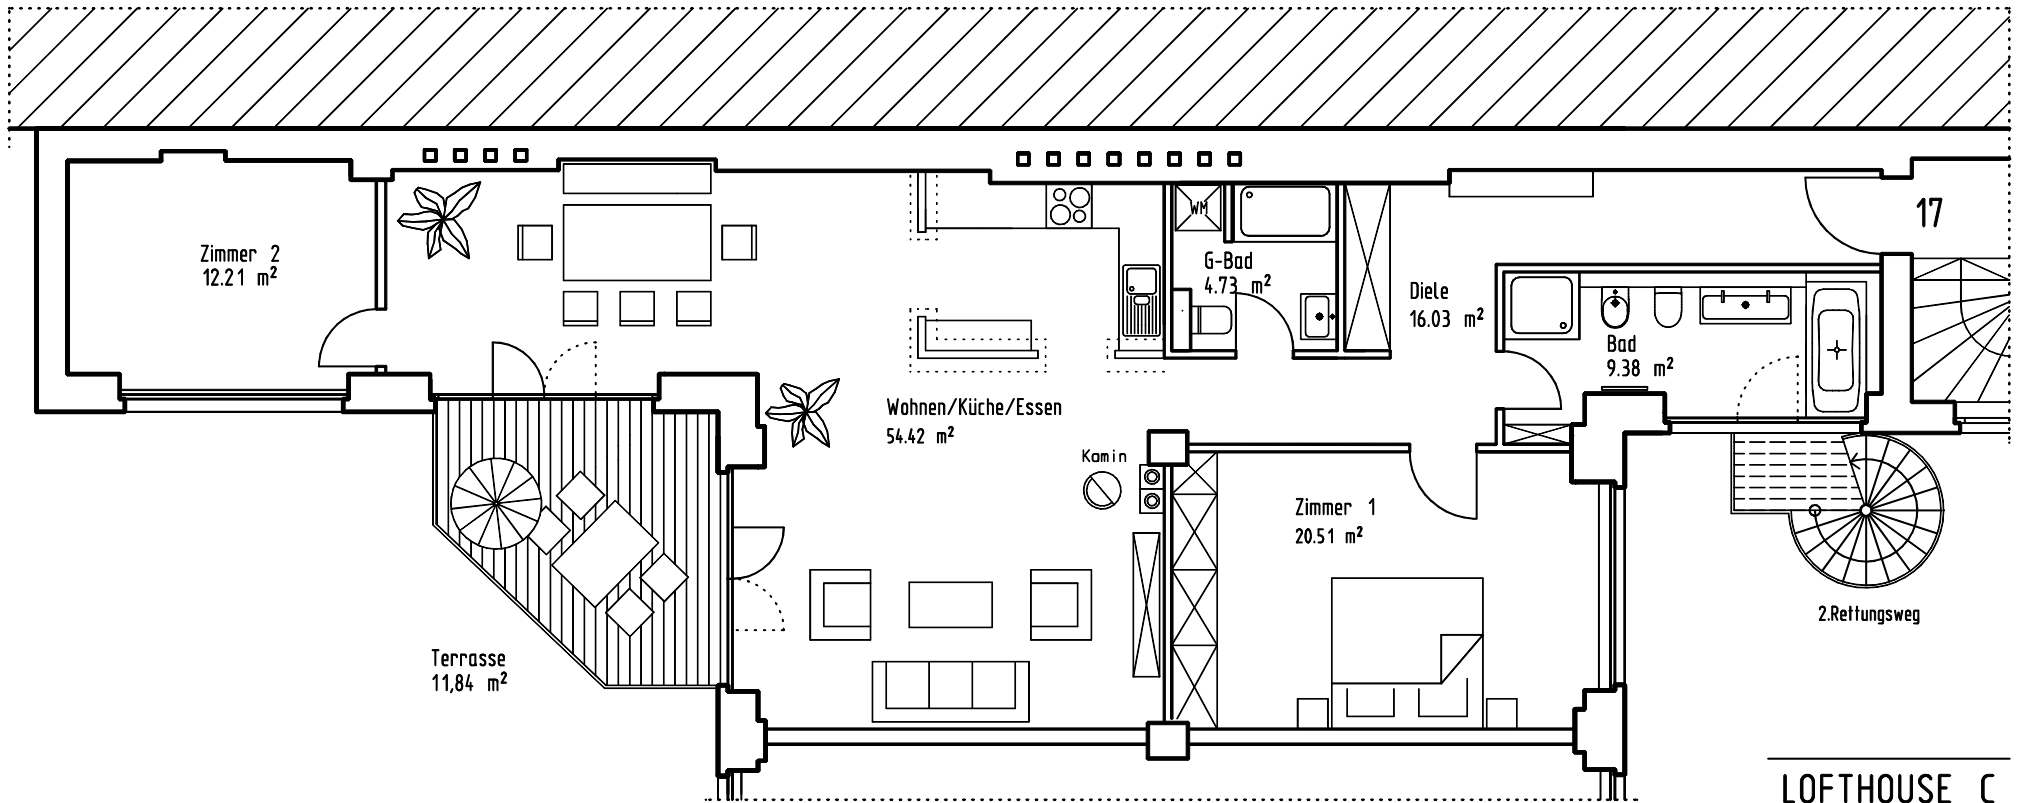 17
WM
Zimmer 2
12.21 m²
G-Bad
4.73 m²
Diele
16.03 m²
Bad
9.38 m²
Wohnen/Küche/Essen
54.42 m²
Kamin
Zimmer 1
20.51 m²
2.Rettungsweg
Terrasse
11,84 m²
LOFTHOUSE C